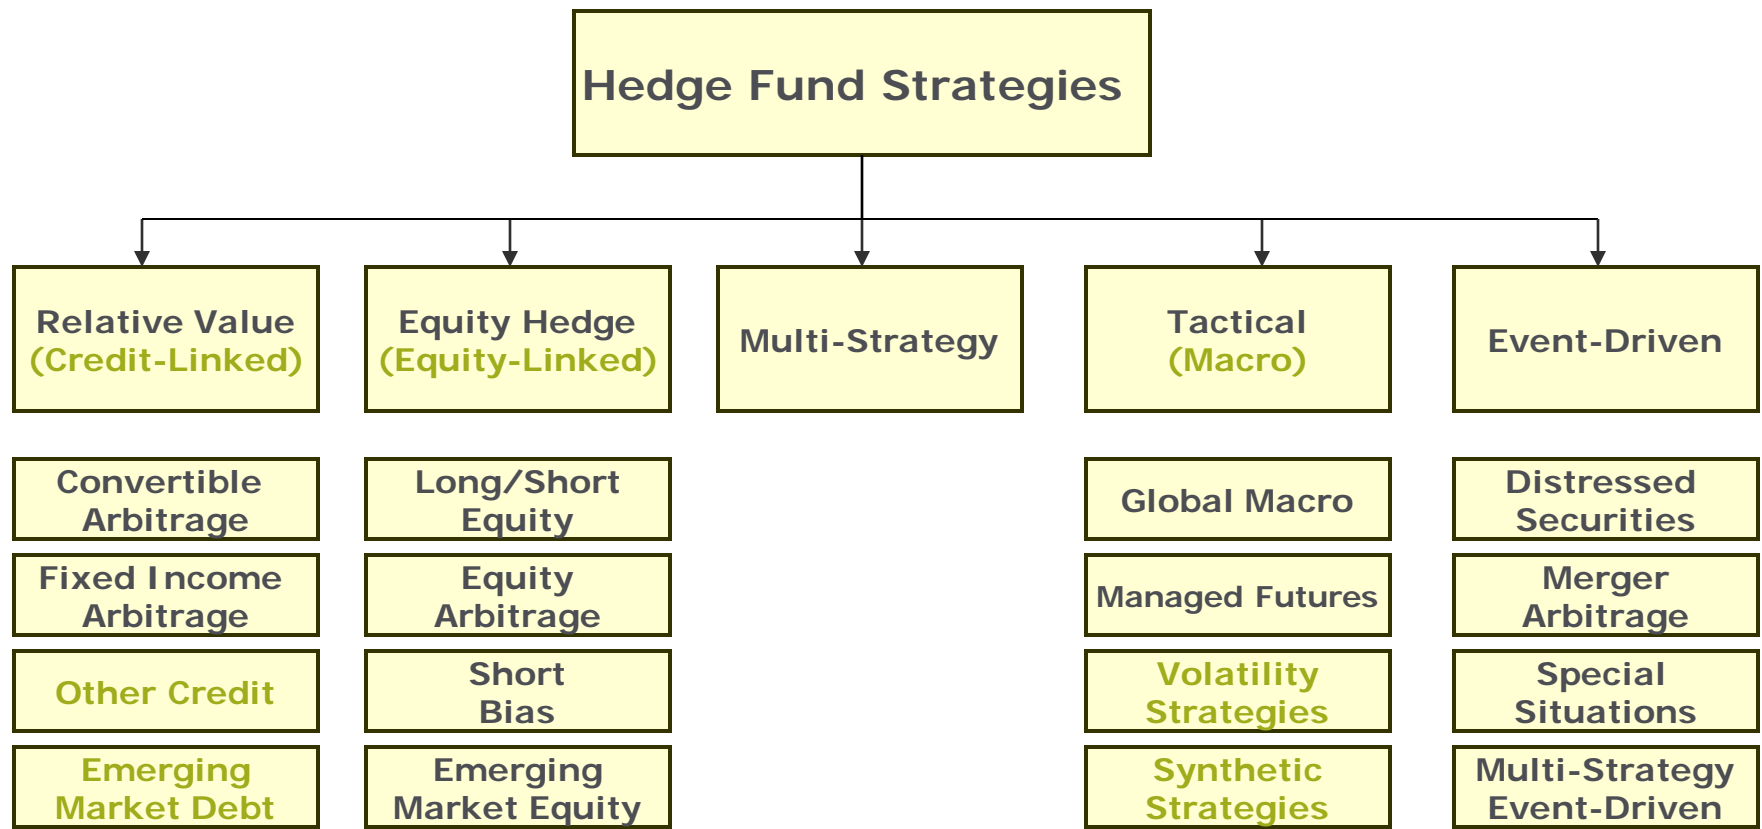 Hedge Fund Strategies
Relative Value
(Credit-Linked)
Equity Hedge
(Equity-Linked)
Multi-Strategy
Tactical
(Macro)
Event-Driven
Convertible
Arbitrage
Fixed Income
Arbitrage
Other Credit
Emerging
Market Debt
Long/Short
Equity
Equity
Arbitrage
Short
Bias
Emerging
Market Equity
Global Macro
Managed Futures
Volatility
Strategies
Synthetic
Strategies
Distressed
Securities
Merger
Arbitrage
Special
Situations
Multi-Strategy
Event-Driven